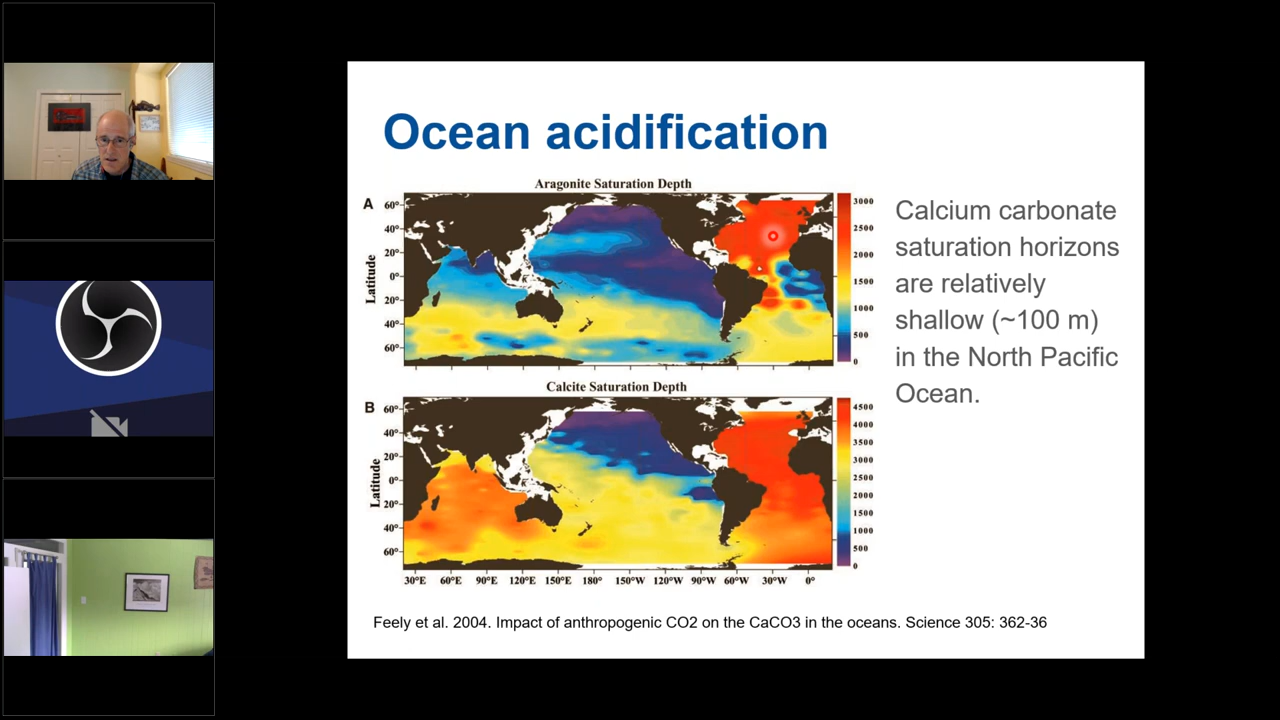 Ocean acidification
Aragonite Saturation Depth
A
60°
40°
20°
0°
20°
40°
60°
Latitude
3000
2500
2000
1500
1000
500
0
Calcium carbonate
saturation horizons
are relatively
shallow (~100 m)
in the North Pacific
Ocean.
Calcite Saturation Depth
B
60°
40°
20°
0°
20°
40°
60°
Latitude
4500
4000
3500
3000
2500
2000
1500
1000
500
0
30°E 60°E 90°E 120°E 150°E 180° 150°W 120°W 90°W 60°W 30°W 0°
Feely et al. 2004. Impact of anthropogenic CO2 on the CaCO3 in the oceans. Science 305: 362-36